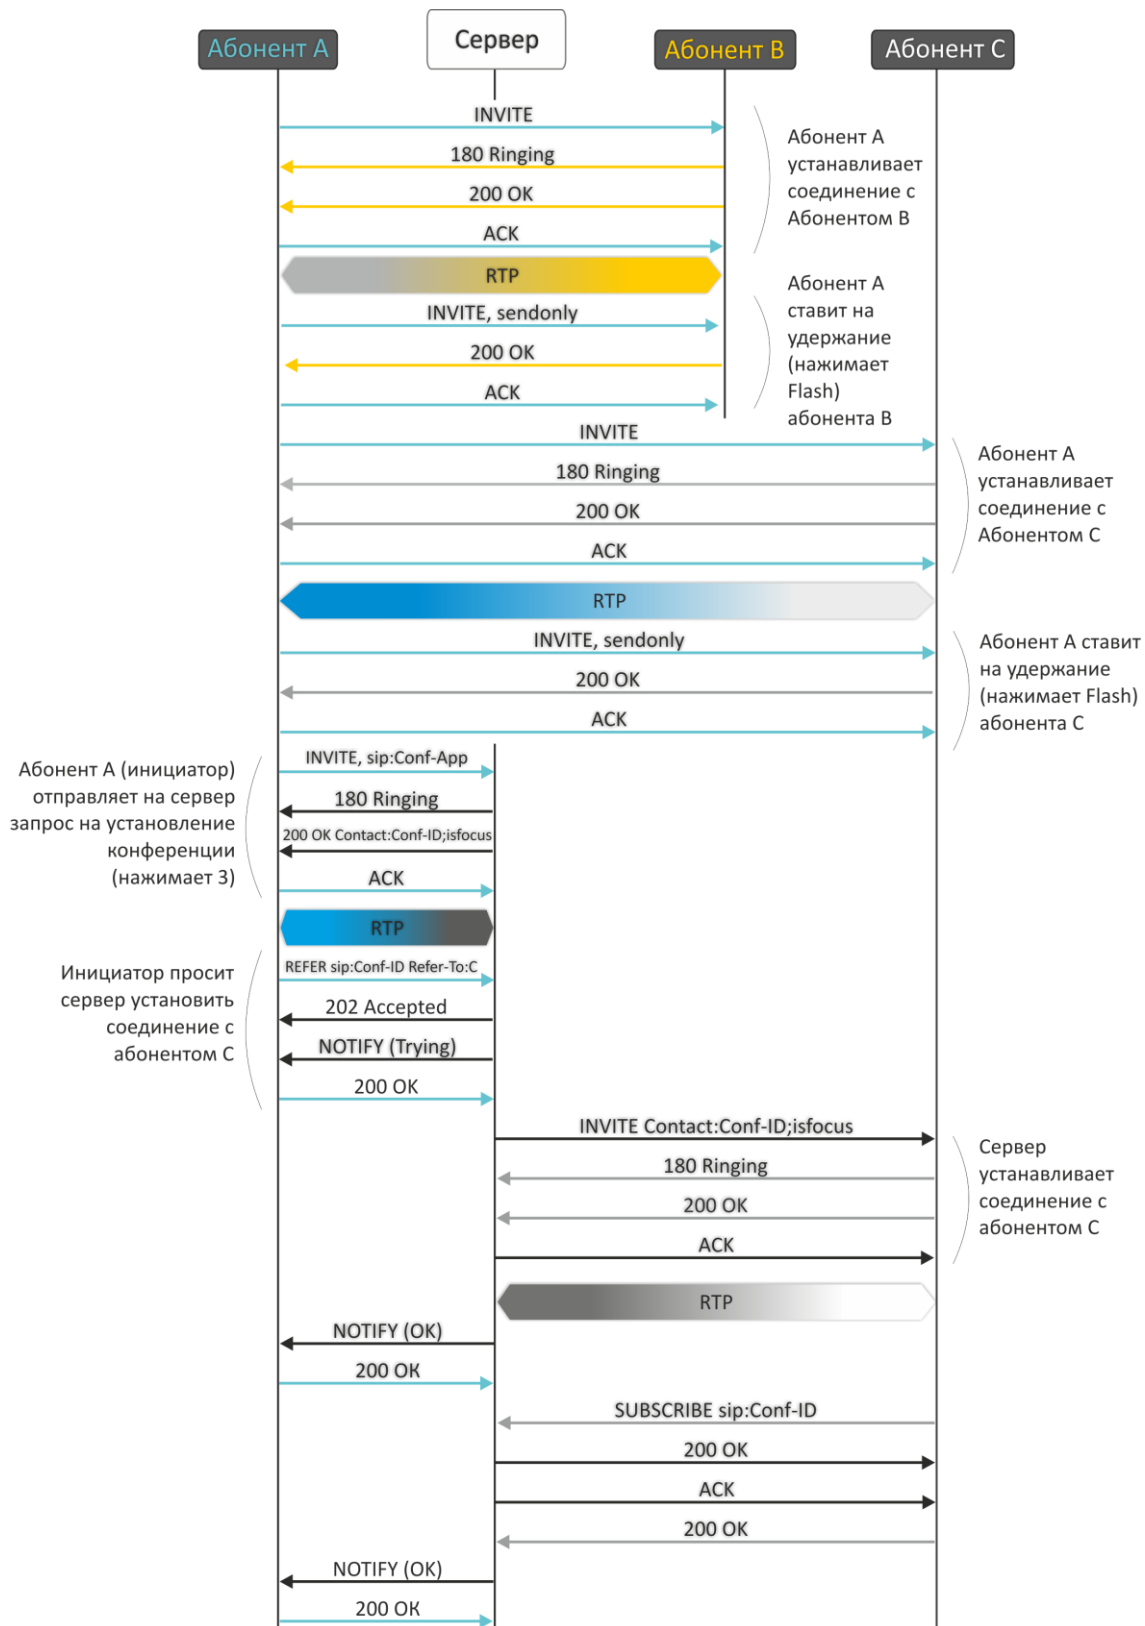 Абонент А
Сервер
Абонент В
Абонент С
INVITE
180 Ringing
200 OK
ACK
Абонент А
устанавливает
соединение с
Абонентом В
RTP
INVITE, sendonly
200 OK
ACK
Абонент А
ставит на
удержание
(нажимает
Flash)
абонента В
INVITE
180 Ringing
200 OK
ACK
Абонент А
устанавливает
соединение с
Абонентом С
RTP
INVITE, sendonly
200 OK
ACK
Абонент А ставит
на удержание
(нажимает Flash)
абонента С
Абонент А (инициатор)
отправляет на сервер
запрос на установление
конференции
(нажимает 3)
INVITE, sip:Conf-App
180 Ringing
200 OK Contact:Conf-ID;isfocus
ACK
RTP
Инициатор просит
сервер установить
соединение с
абонентом С
REFER sip:Conf-ID Refer-To:C
202 Accepted
NOTIFY (Trying)
200 OK
INVITE Contact:Conf-ID;isfocus
180 Ringing
200 OK
ACK
Сервер
устанавливает
соединение с
абонентом С
RTP
NOTIFY (OK)
200 OK
SUBSCRIBE sip:Conf-ID
200 OK
ACK
200 OK
NOTIFY (OK)
200 OK